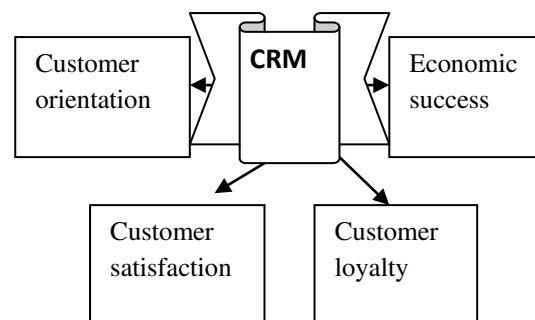 CRM
Customer
orientation
Economic
success
Customer
satisfaction
Customer
loyalty